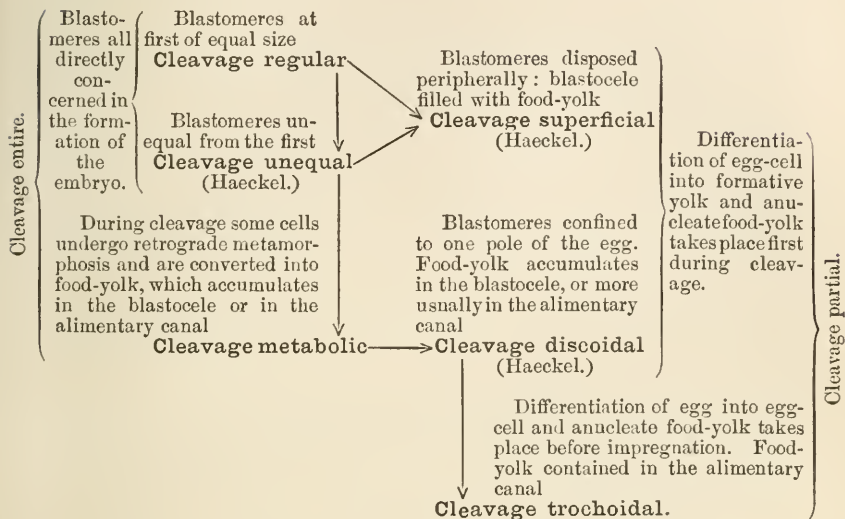 Cleavage entire.
Blasto-
meres all
directly
con-
cerned in
the form-
ation of
the
embryo.
Blastomeres at
first of equal size
Cleavage regular
Blastomeres un-
equal from the first
Cleavage unequal
(Haeckel.)
During cleavage some cells
undergo retrograde metamor-
phosis and are converted into
food-yolk, which accumulates
in the blastocele or in the
alimentary canal
Cleavage metabolic
Blastomeres disposed
peripherally: blastocele
filled with food-yolk
Cleavage superficial
(Haeckel.)
Blastomeres confined
to one pole of the egg.
Food-yolk accumulates
in the blastocele, or more
usually in the alimentary
canal
Cleavage discoidal
(Haeckel.)
Differentia-
tion of egg-cell
into formative
yolk and anu-
cleate food-yolk
takes place first
during cleav-
age.
Differentiation of egg into egg-
cell and anucleate food-yolk takes
place before impregnation. Food-
yolk contained in the alimentary
canal
Cleavage trochoidal.
Cleavage partial.